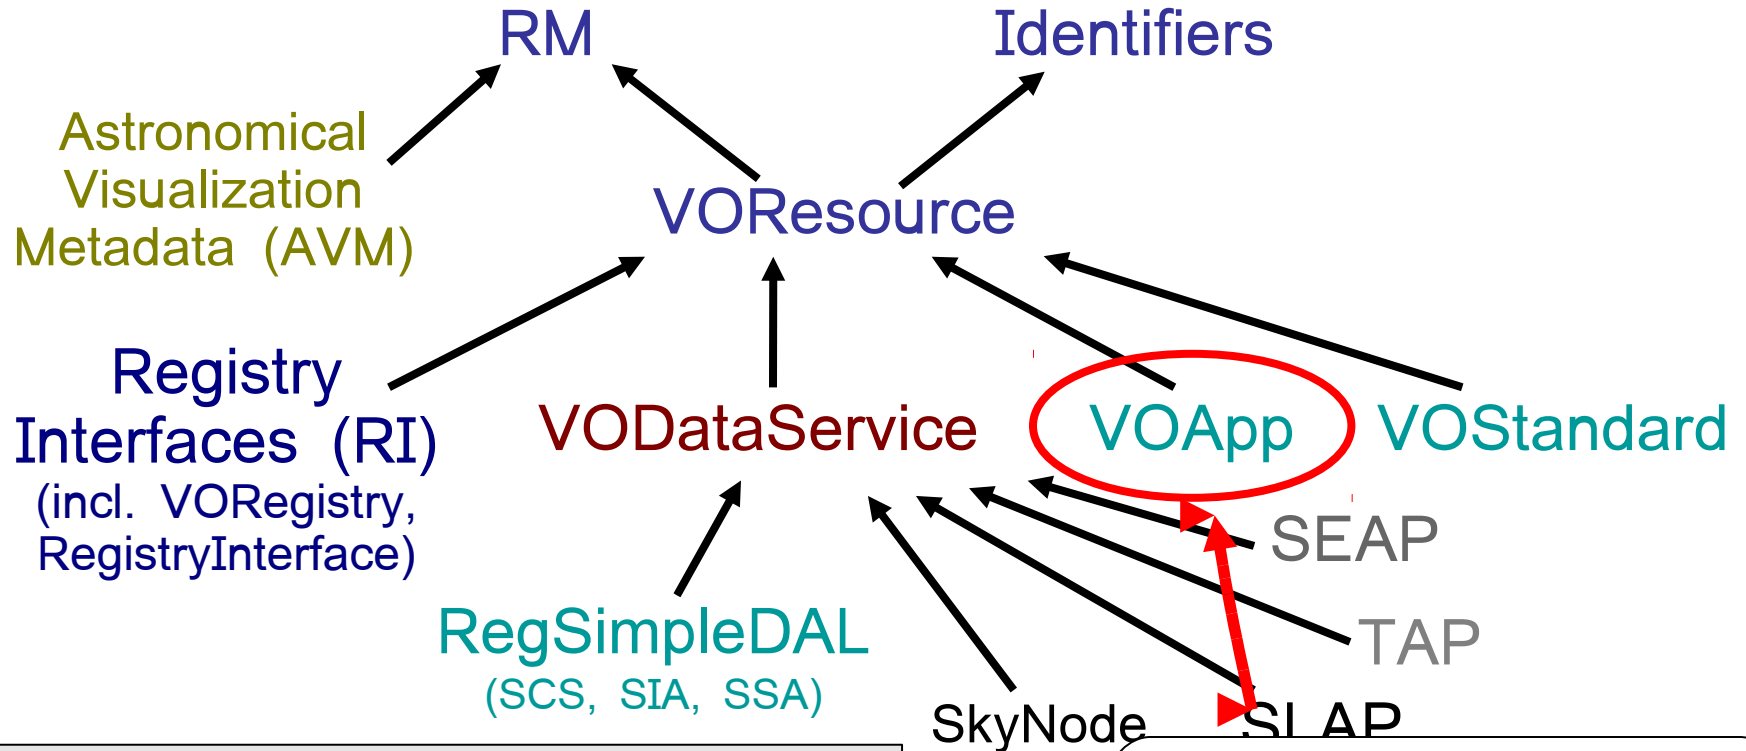 RM
Identifiers
Astronomical
Visualization
Metadata (AVM)
VOResource
Registry
Interfaces (RI)
(incl. VORegistry,
RegistryInterface)
VODataService
VOApp
VOStandard
SEAP
RegSimpleDAL
(SCS, SIA, SSA)
TAP
SkyNode
SLAP